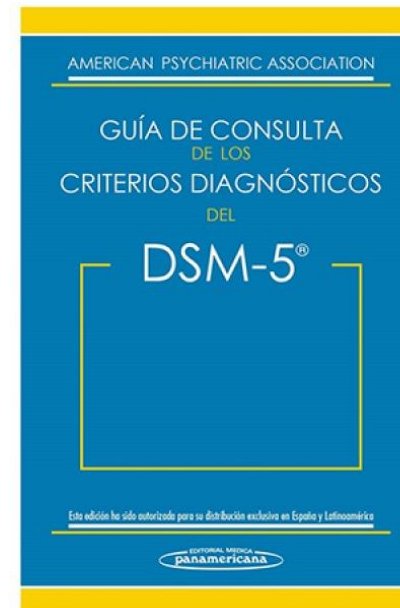 AMERICAN PSYCHIATRIC ASSOCIATION
GUÍA DE CONSULTA
DE LOS
CRITERIOS DIAGNÓSTICOS
DEL
DSM-5®
Esta edición ha sido autorizada para su distribución exclusiva en España y Latinoamérica
EDITORIAL MEDICA
panamericana